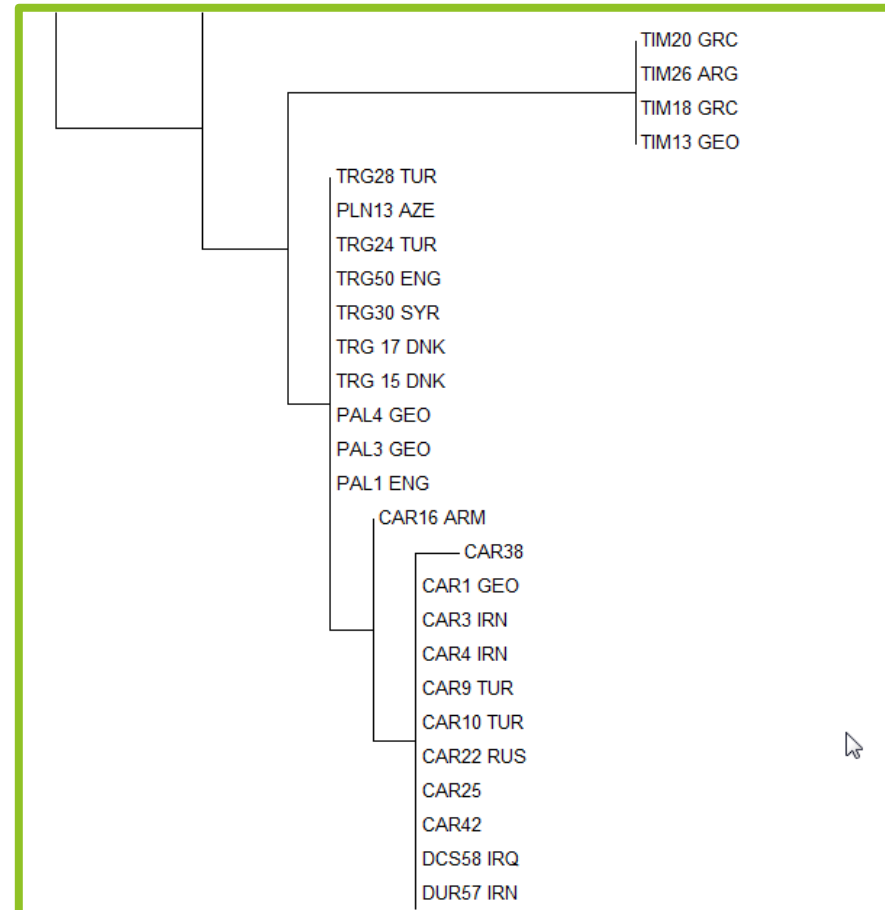 TIM20 GRC
TIM26 ARG
TIM18 GRC
TIM13 GEO
TRG28 TUR
PLN13 AZE
TRG24 TUR
TRG50 ENG
TRG30 SYR
TRG 17 DNK
TRG 15 DNK
PAL4 GEO
PAL3 GEO
PAL1 ENG
CAR16 ARM
CAR38
CAR1 GEO
CAR3 IRN
CAR4 IRN
CAR9 TUR
CAR10 TUR
CAR22 RUS
CAR25
CAR42
DCS58 IRQ
DUR57 IRN